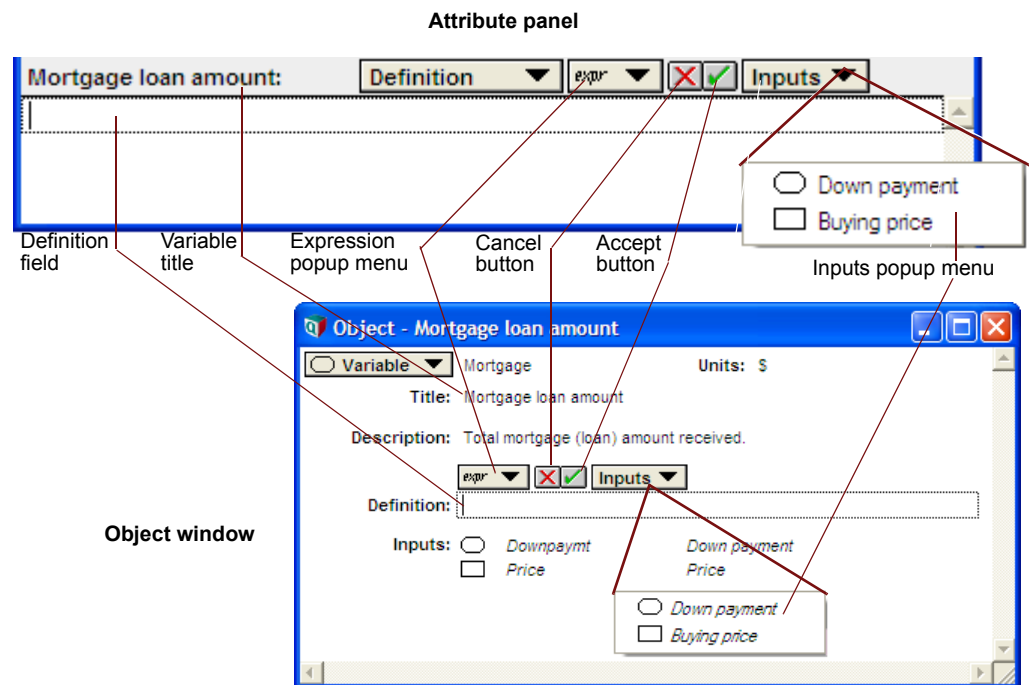 Attribute panel
Mortgage loan amount: Definition expr Inputs
Down payment
Buying price
Definition field
Variable title
Expression popup menu
Cancel button
Accept button
Inputs popup menu
Object - Mortgage loan amount
Variable Mortgage Units: $
Title: Mortgage loan amount
Description: Total mortgage (loan) amount received.
expr Inputs
Definition:
Object window
Inputs: Downpaymt Down payment
Price Price
Down payment
Buying price